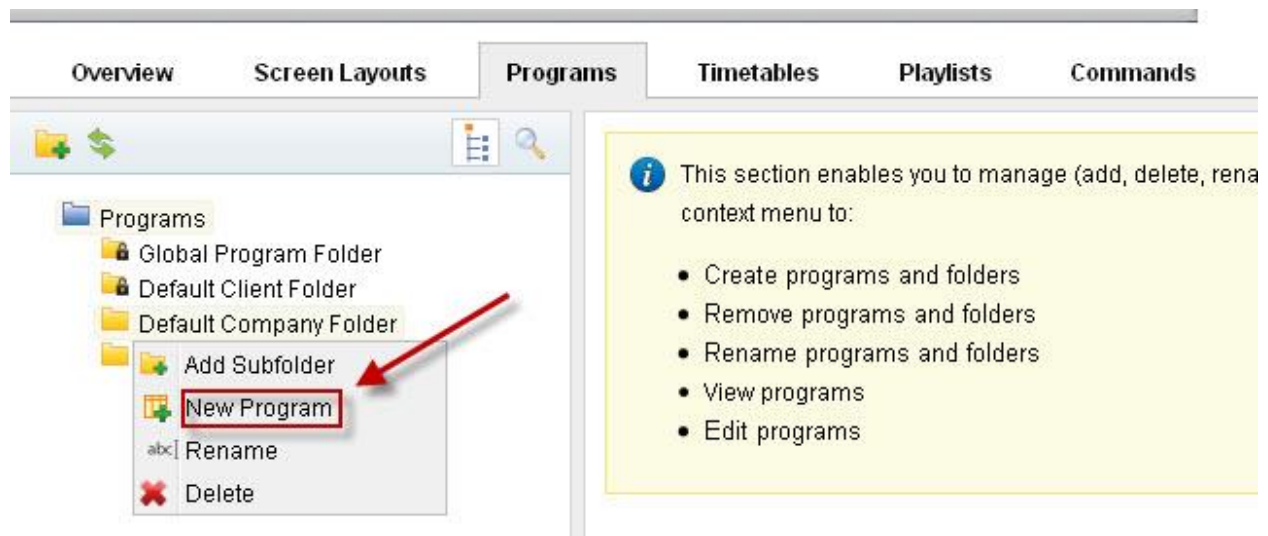 Overview Screen Layouts Programs Timetables Playlists Commands
Programs
Global Program Folder
Default Client Folder
Default Company Folder
Add Subfolder
New Program
abc Rename
Delete
This section enables you to manage (add, delete, rena
context menu to:
• Create programs and folders
• Remove programs and folders
• Rename programs and folders
• View programs
• Edit programs